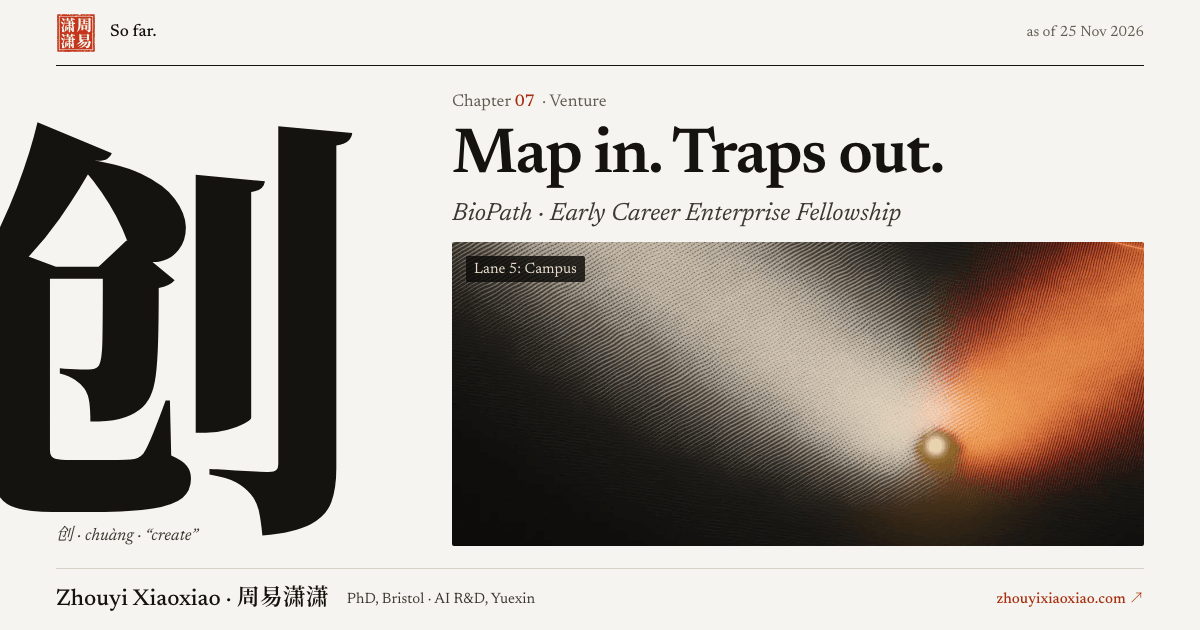 周易潇潇
So far.
as of 25 Nov 2026
创
Chapter 07 · Venture
Map in. Traps out.
BioPath · Early Career Enterprise Fellowship
Lane 5: Campus
创 · chuàng · “create”
Zhouyi Xiaoxiao · 周易潇潇
PhD, Bristol · AI R&D, Yuexin
zhouyixiaoxiao.com ↗